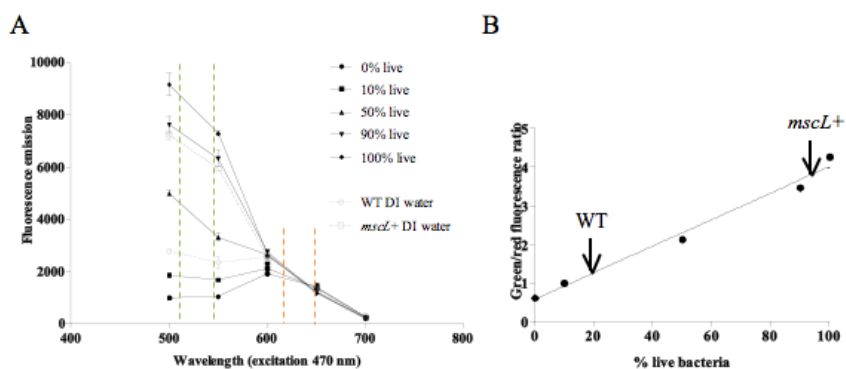 A
10000
8000
6000
4000
2000
0
Fluorescence emission
400
500
600
700
800
Wavelength (excitation 470 nm)
0% live
10% live
50% live
90% live
100% live
WT DI water
mscL+ DI water
B
5
4
3
2
1
0
Green/red fluorescence ratio
WT
mscL+
0
20
40
60
80
100
% live bacteria